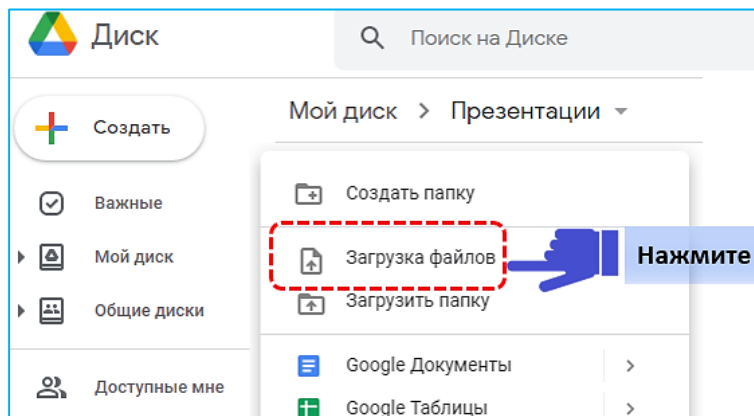 Диск
Поиск на Диске
Создать
Мой диск > Презентации
Важные
Мой диск
Общие диски
Доступные мне
Создать папку
Загрузка файлов
Нажмите
Загрузить папку
Google Документы
Google Таблицы